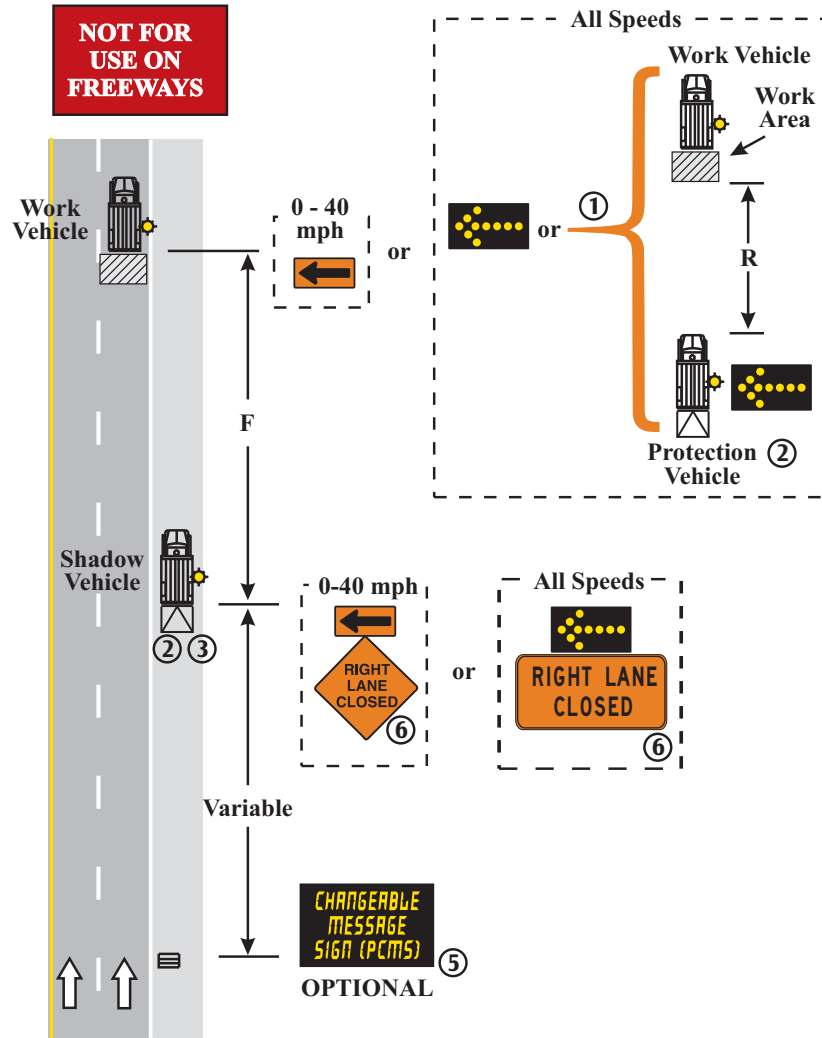 NOT FOR
USE ON
FREEWAYS
All Speeds
Work Vehicle
Work
Area
①
or
R
Protection ②
Vehicle
Work
Vehicle
0 - 40
mph
or
F
Shadow
Vehicle
② ③
0-40 mph
RIGHT
LANE
CLOSED
⑥
or
All Speeds
RIGHT LANE
CLOSED
⑥
Variable
CHANGEABLE
MESSAGE
SIGN (PCMS)
⑤
OPTIONAL